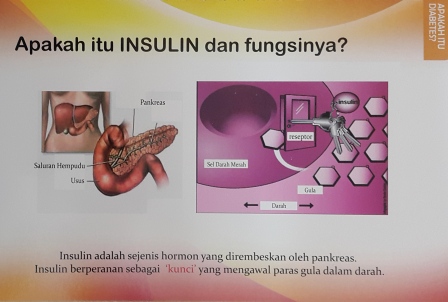 APAKAH ITU
DIABETES?
Apakah itu INSULIN dan fungsinya?
Pankreas
Saluran Hempudu
Usus
insulin
reseptor
Sel Darah Merah
Gula
Darah
Insulin adalah sejenis hormon yang dirembeskan oleh pankreas.
Insulin berperanan sebagai 'kunci' yang mengawal paras gula dalam darah.